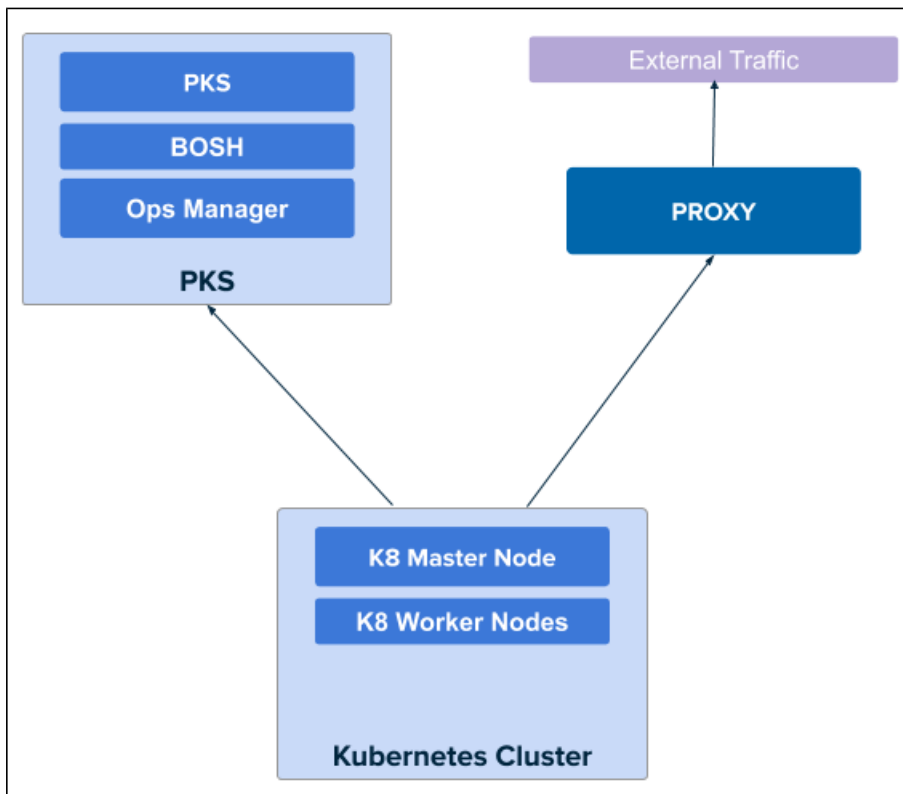 PKS
BOSH
Ops Manager
PKS
External Traffic
PROXY
K8 Master Node
K8 Worker Nodes
Kubernetes Cluster